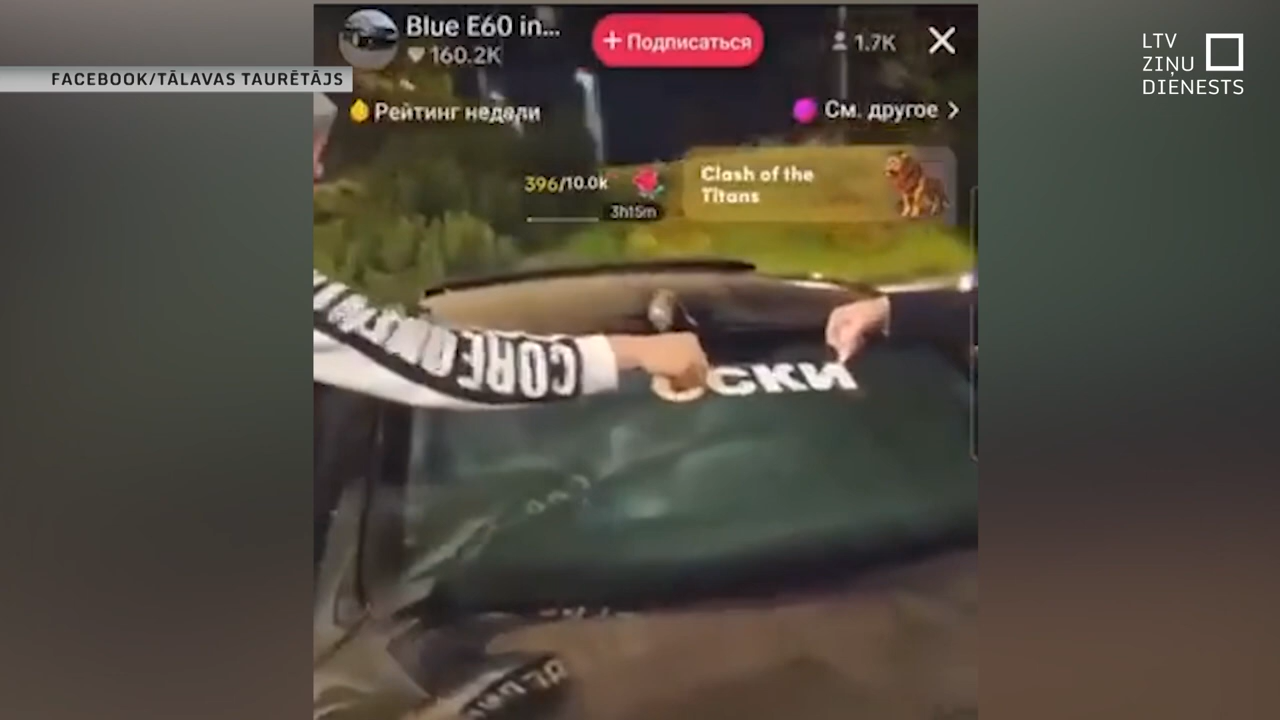 Blue E60 in...
160.2K
+ Подписаться
1.7K
FACEBOOK/TĀLAVAS TAURĒTĀJS
LTV
ZIŅU
DIENESTS
Рейтинг недели
См. другое
396/10.0k
3h15m
Clash of the
Titans
ски
CORE